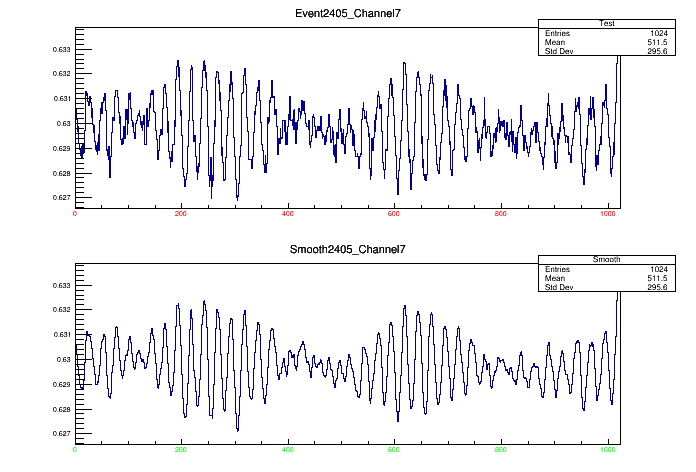 Event2405_Channel7
Test
Entries 1024
Mean 511.5
Std Dev 295.6
0.633
0.632
0.631
0.63
0.629
0.628
0.627
0 200 400 600 800 1000
Smooth2405_Channel7
Smooth
Entries 1024
Mean 511.5
Std Dev 295.6
0.633
0.632
0.631
0.63
0.629
0.628
0.627
0 200 400 600 800 1000